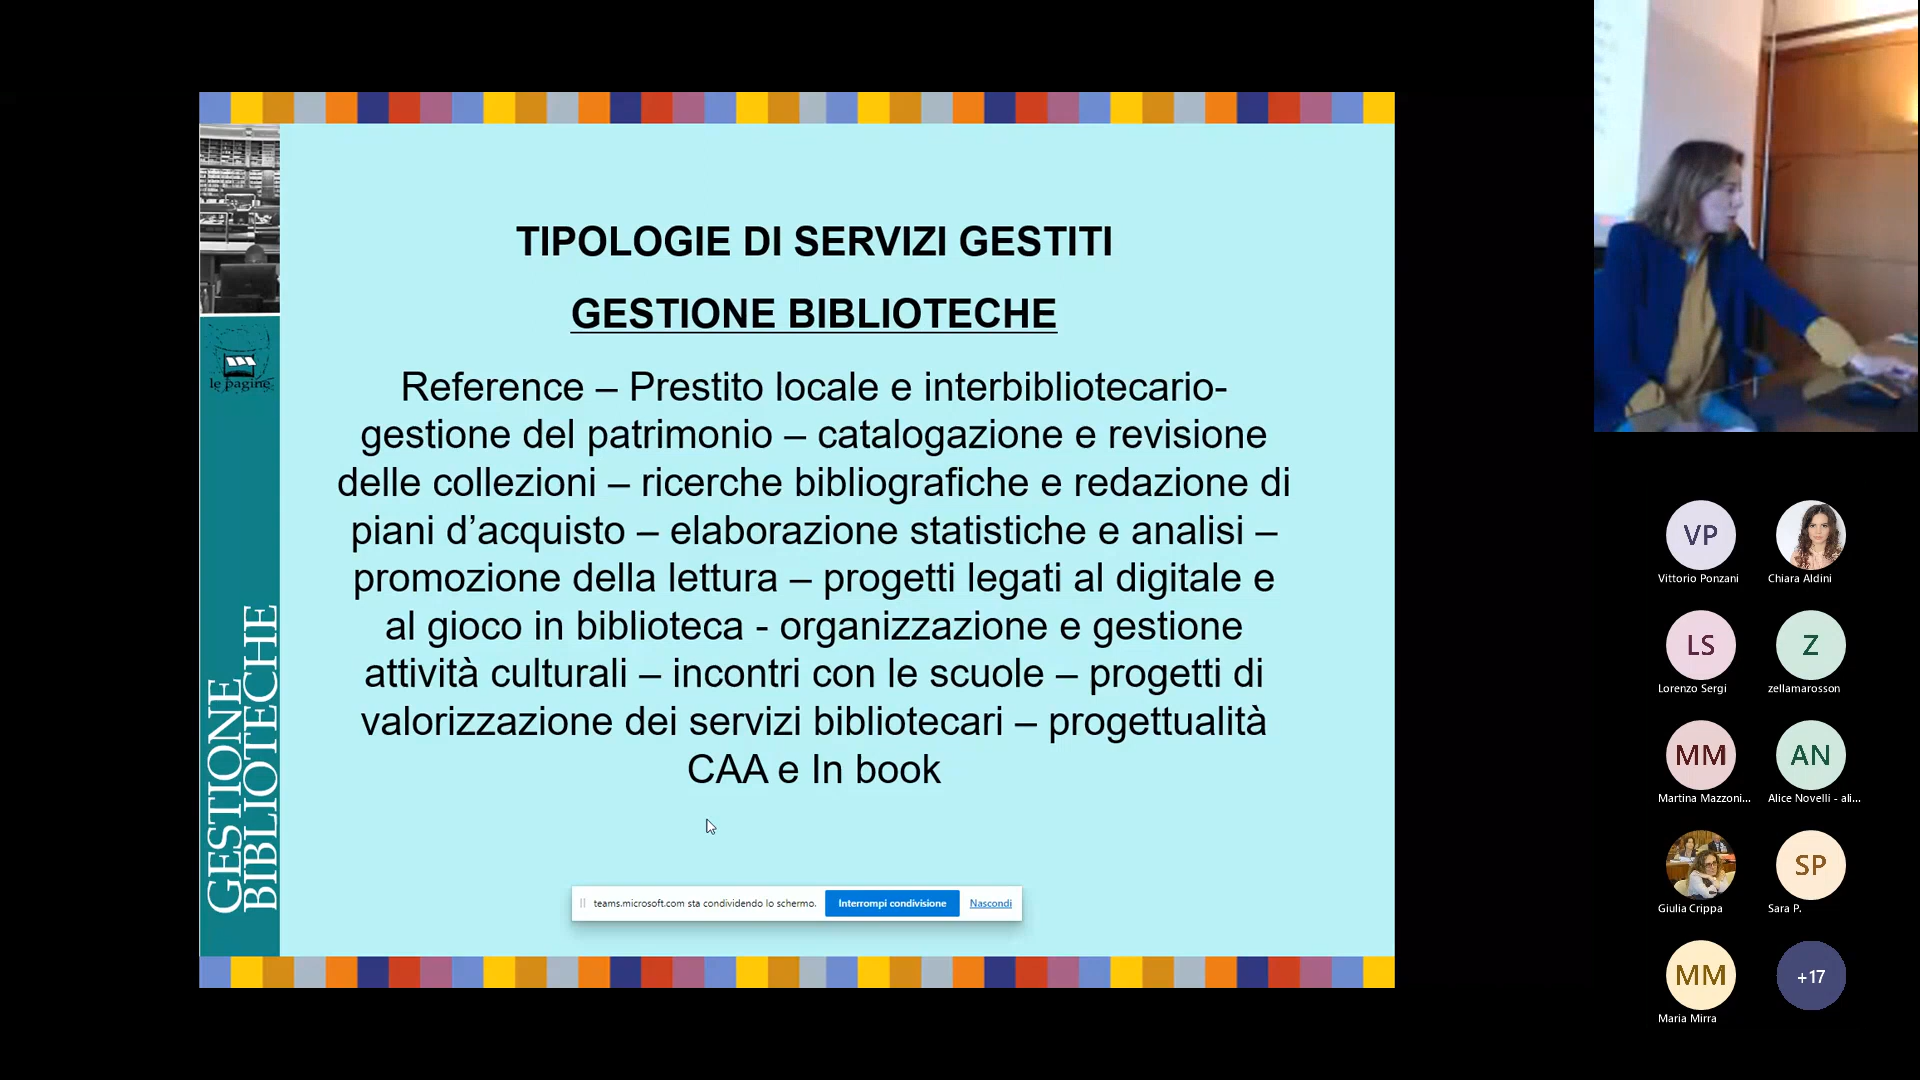 TIPOLOGIE DI SERVIZI GESTITI
GESTIONE BIBLIOTECHE
Reference – Prestito locale e interbibliotecario-
gestione del patrimonio – catalogazione e revisione
delle collezioni – ricerche bibliografiche e redazione di
piani d’acquisto – elaborazione statistiche e analisi –
promozione della lettura – progetti legati al digitale e
al gioco in biblioteca - organizzazione e gestione
attività culturali – incontri con le scuole – progetti di
valorizzazione dei servizi bibliotecari – progettualità
CAA e In book
le pagine
GESTIONE
BIBLIOTECHE
teams.microsoft.com sta condividendo lo schermo.
Interrompi condivisione
Nascondi
VP
Vittorio Ponzani
Chiara Aldini
LS
Lorenzo Sergi
Z
zellamarosson
MM
Martina Mazzoni...
AN
Alice Novelli - ali...
Giulia Crippa
SP
Sara P.
MM
Maria Mirra
+17